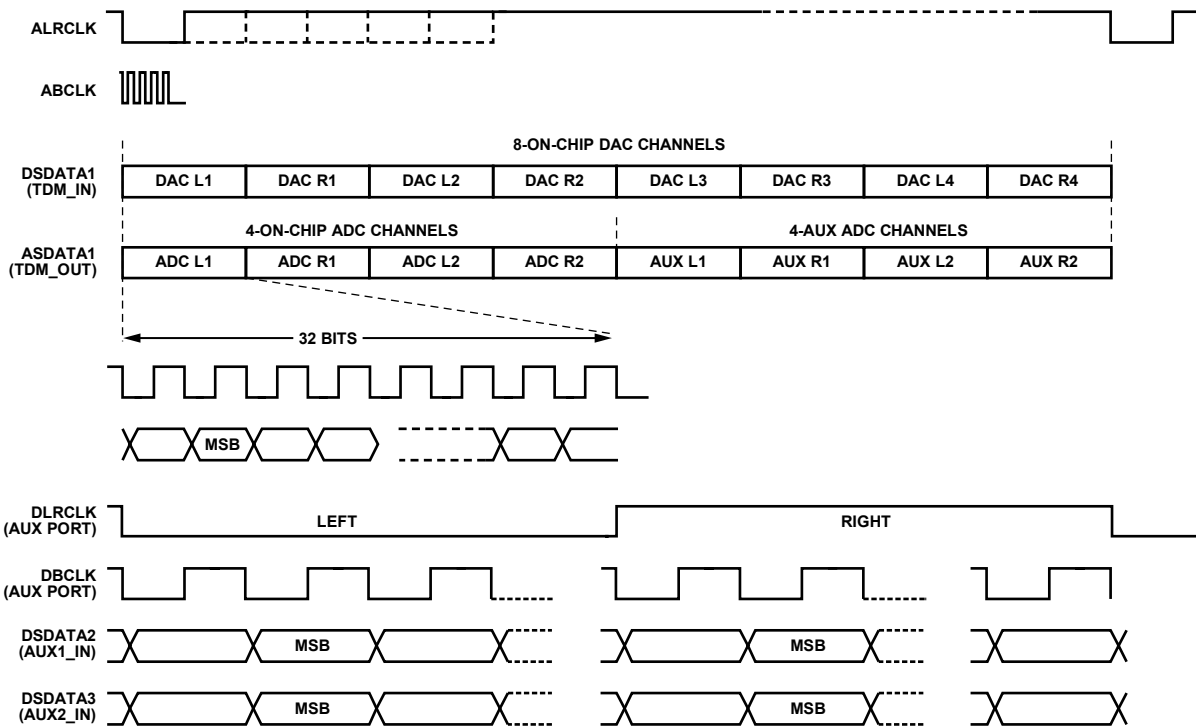 ALRCLK
ABCLK
8-ON-CHIP DAC CHANNELS
DSDATA1
(TDM_IN)
DAC L1 DAC R1 DAC L2 DAC R2 DAC L3 DAC R3 DAC L4 DAC R4
4-ON-CHIP ADC CHANNELS 4-AUX ADC CHANNELS
ASDATA1
(TDM_OUT)
ADC L1 ADC R1 ADC L2 ADC R2 AUX L1 AUX R1 AUX L2 AUX R2
32 BITS
MSB
DLRCLK
(AUX PORT)
LEFT RIGHT
DBCLK
(AUX PORT)
DSDATA2
(AUX1_IN)
MSB MSB
DSDATA3
(AUX2_IN)
MSB MSB